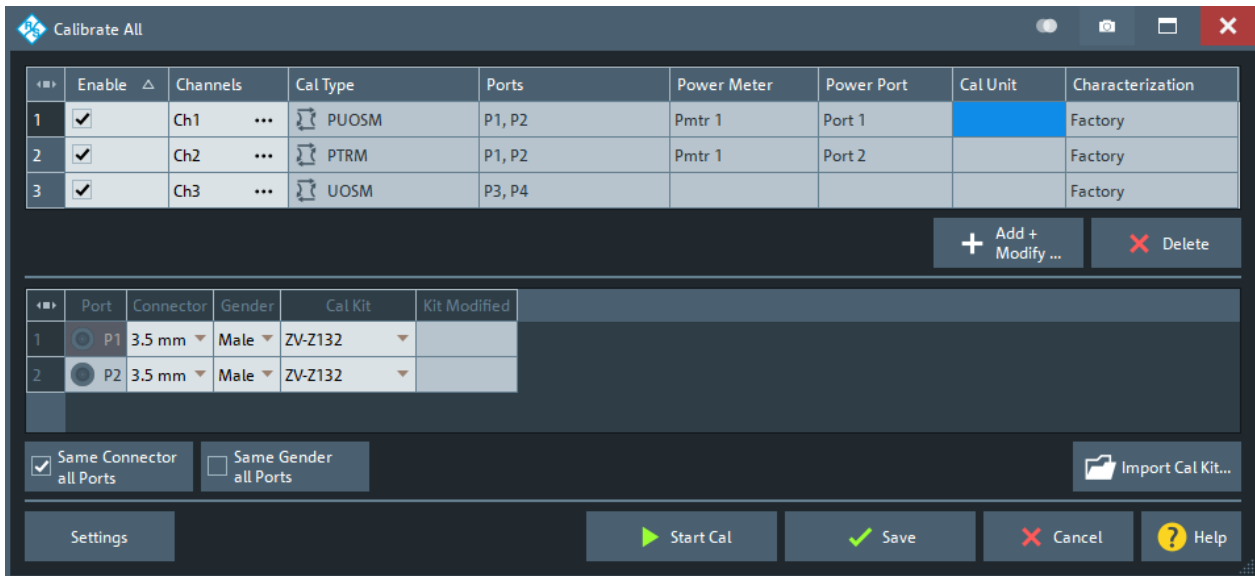 R&S Calibrate All
Enable Channels Cal Type Ports Power Meter Power Port Cal Unit Characterization
1 Ch1 ... PUOSM P1, P2 Pmtr 1 Port 1 Factory
2 Ch2 ... PTRM P1, P2 Pmtr 1 Port 2 Factory
3 Ch3 ... UOSM P3, P4 Factory
Add +
Modify ...
Delete
Port Connector Gender Cal Kit Kit Modified
1 P1 3.5 mm Male ZV-Z132
2 P2 3.5 mm Male ZV-Z132
Same Connector
all Ports
Same Gender
all Ports
Import Cal Kit...
Settings Start Cal Save Cancel ? Help